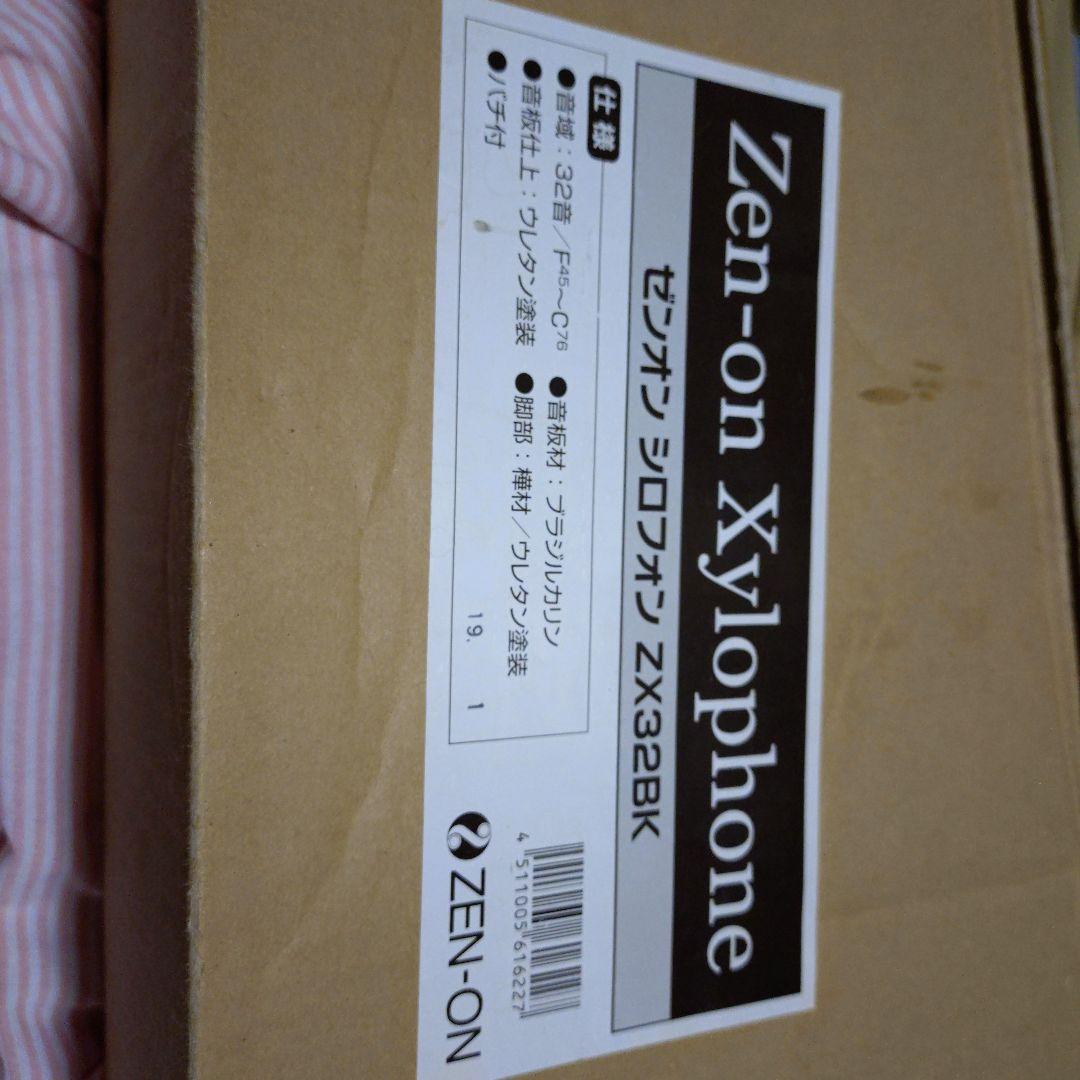 Zen-on Xylophone
ゼンオン シロフォン ZX32BK
仕様
●音域：32音／F45〜C76 ●音板材：ブラジルカリン
●音板仕上：ウレタン塗装 ●脚部：樺材／ウレタン塗装
●バチ付
19. 1
4 511005 616227
ZEN-ON